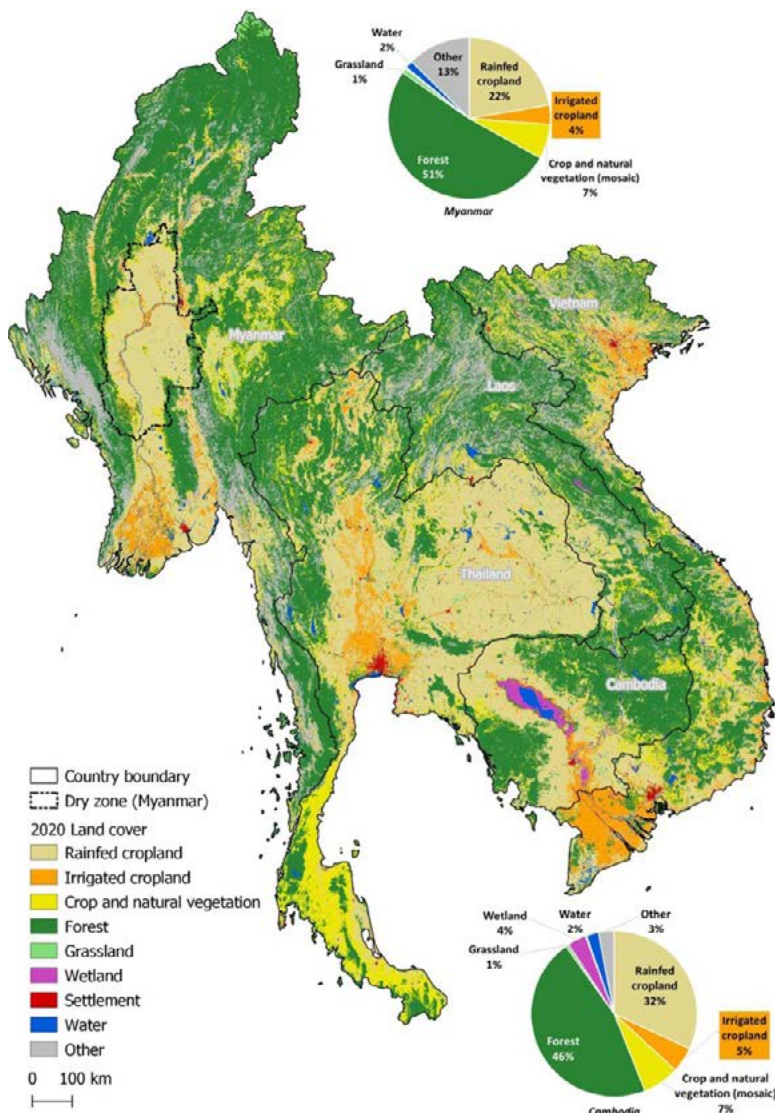 Water
2%
Other
13%
Grassland
1%
Rainfed
cropland
22%
Irrigated
cropland
4%
Crop and natural
vegetation (mosaic)
7%
Forest
51%
Myanmar
Vietnam
Myanmar
Laos
Thailand
Cambodia
Country boundary
Dry zone (Myanmar)
2020 Land cover
Rainfed cropland
Irrigated cropland
Crop and natural vegetation
Forest
Grassland
Wetland
Settlement
Water
Other
0 100 km
Wetland
4%
Water
2%
Other
3%
Grassland
1%
Rainfed
cropland
32%
Irrigated
cropland
5%
Forest
46%
Crop and natural
vegetation (mosaic)
7%
Cambodia